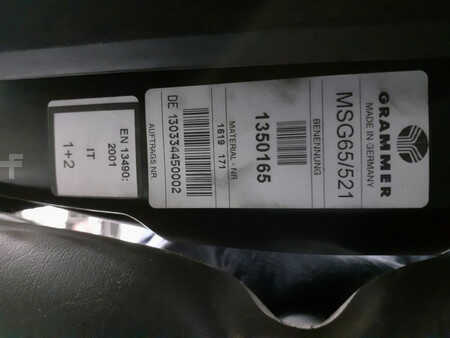 GRAMMER
MADE IN GERMANY
BENENNUNG
MSG65/521
MATERIAL - NR
1350165
1619 171
AUFTRAGS NR.
DE 130334450002
EN 13490:
2001
IT
1+2